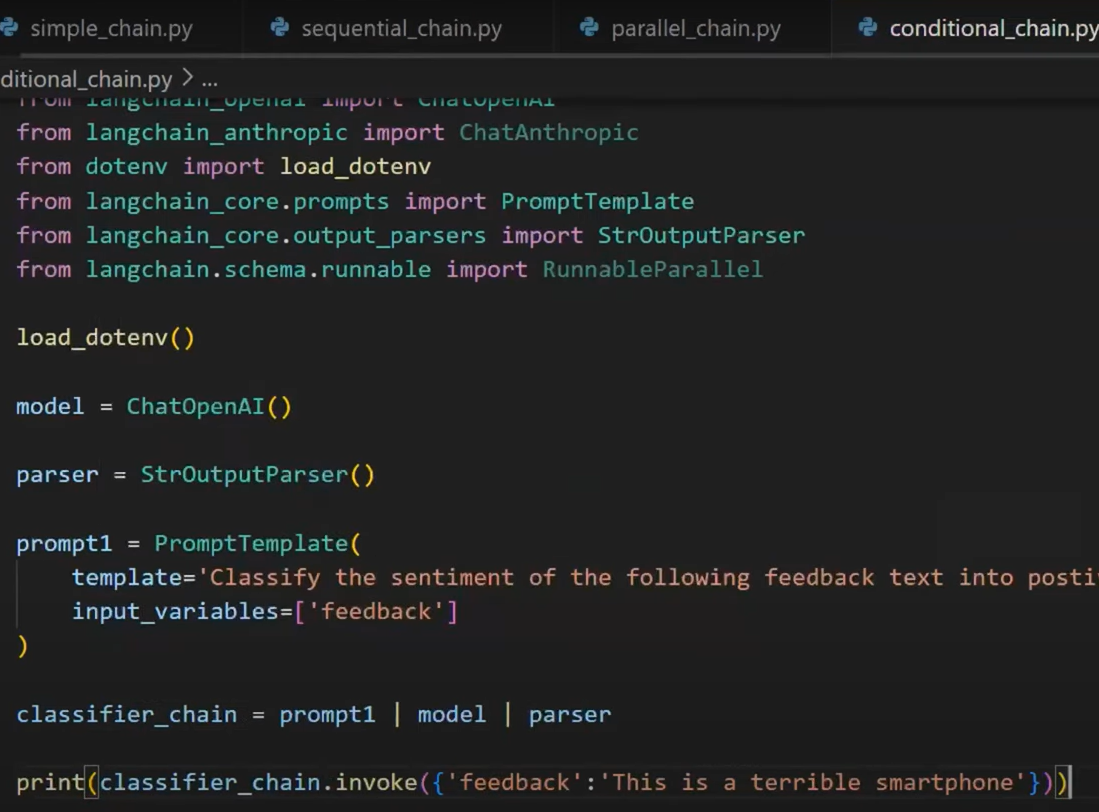 simple_chain.py
sequential_chain.py
parallel_chain.py
conditional_chain.py
ditional_chain.py > ...
from langchain_openai import ChatOpenAI
from langchain_anthropic import ChatAnthropic
from dotenv import load_dotenv
from langchain_core.prompts import PromptTemplate
from langchain_core.output_parsers import StrOutputParser
from langchain.schema.runnable import RunnableParallel
load_dotenv()
model = ChatOpenAI()
parser = StrOutputParser()
prompt1 = PromptTemplate(
    template='Classify the sentiment of the following feedback text into posti
    input_variables=['feedback']
)
classifier_chain = prompt1 | model | parser
print(classifier_chain.invoke({'feedback':'This is a terrible smartphone'}))